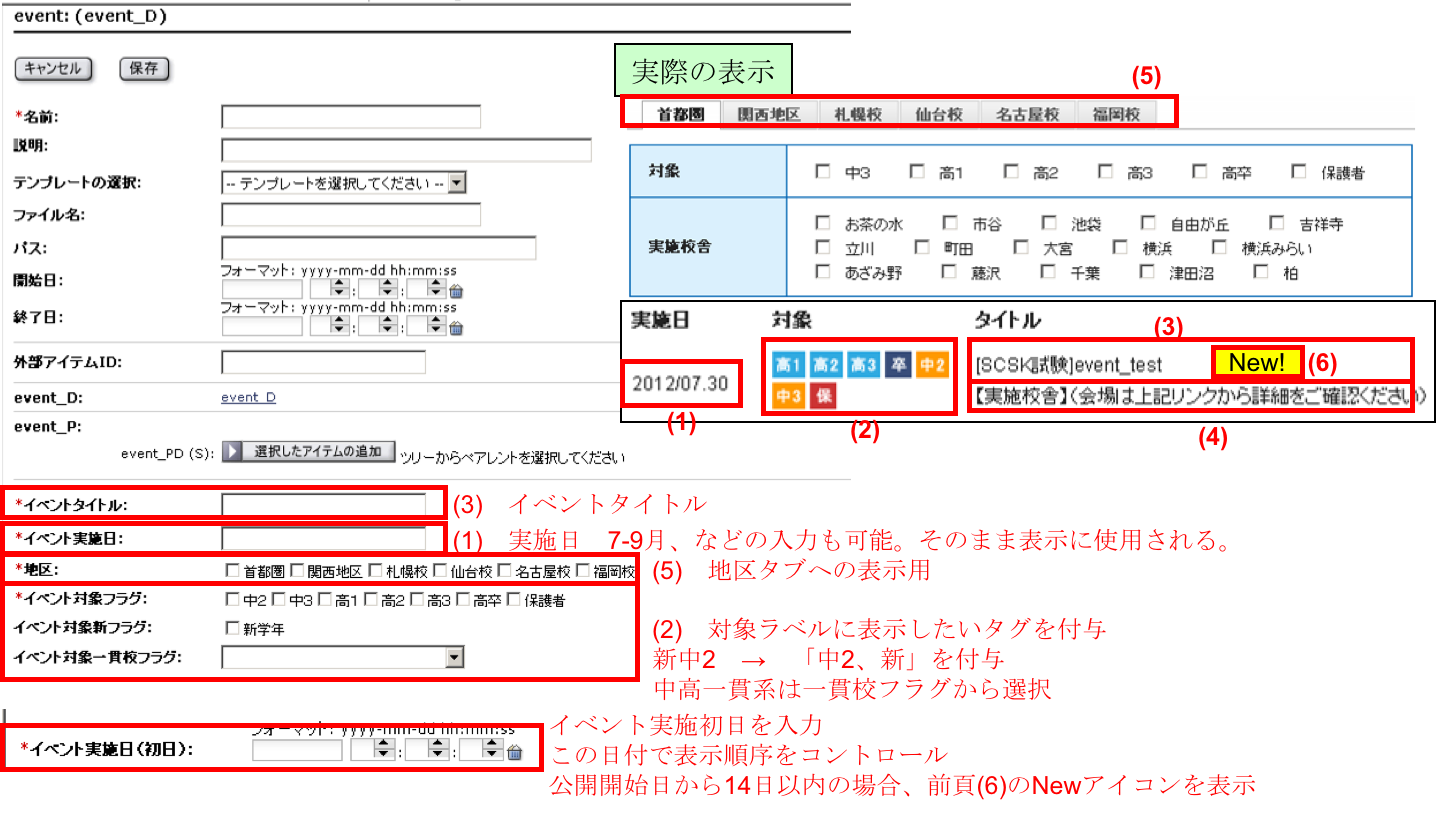 event: (event_D)
キャンセル 保存
*名前:
説明:
テンプレートの選択: -- テンプレートを選択してください --
ファイル名:
パス:
開始日: フォーマット: yyyy-mm-dd hh:mm:ss
: :
終了日: フォーマット: yyyy-mm-dd hh:mm:ss
: :
外部アイテムID:
event_D: event_D
event_P:
event_PD (S): 選択したアイテムの追加 ツリーからペアレントを選択してください
実際の表示
(5)
首都圏 関西地区 札幌校 仙台校 名古屋校 福岡校
対象 中3 高1 高2 高3 高卒 保護者
実施校舎
お茶の水 市谷 池袋 自由が丘 吉祥寺
立川 町田 大宮 横浜 横浜みらい
あざみ野 藤沢 千葉 津田沼 柏
実施日 対象 タイトル
(3)
2012/07.30
高1 高2 高3 卒 中2
中3 保
[SCSK試験]event_test New! (6)
【実施校舎】(会場は上記リンクから詳細をご確認ください)
(1) (2) (4)
*イベントタイトル: (3) イベントタイトル
*イベント実施日: (1) 実施日 7-9月、などの入力も可能。そのまま表示に使用される。
*地区: 首都圏 関西地区 札幌校 仙台校 名古屋校 福岡校 (5) 地区タブへの表示用
*イベント対象フラグ: 中2 中3 高1 高2 高3 高卒 保護者
イベント対象新フラグ: 新学年
イベント対象一貫校フラグ:
(2) 対象ラベルに表示したいタグを付与
新中2 → 「中2、新」を付与
中高一貫系は一貫校フラグから選択
フォーマット: yyyy-mm-dd hh:mm:ss
*イベント実施日(初日): : :
イベント実施初日を入力
この日付で表示順序をコントロール
公開開始日から14日以内の場合、前頁(6)のNewアイコンを表示